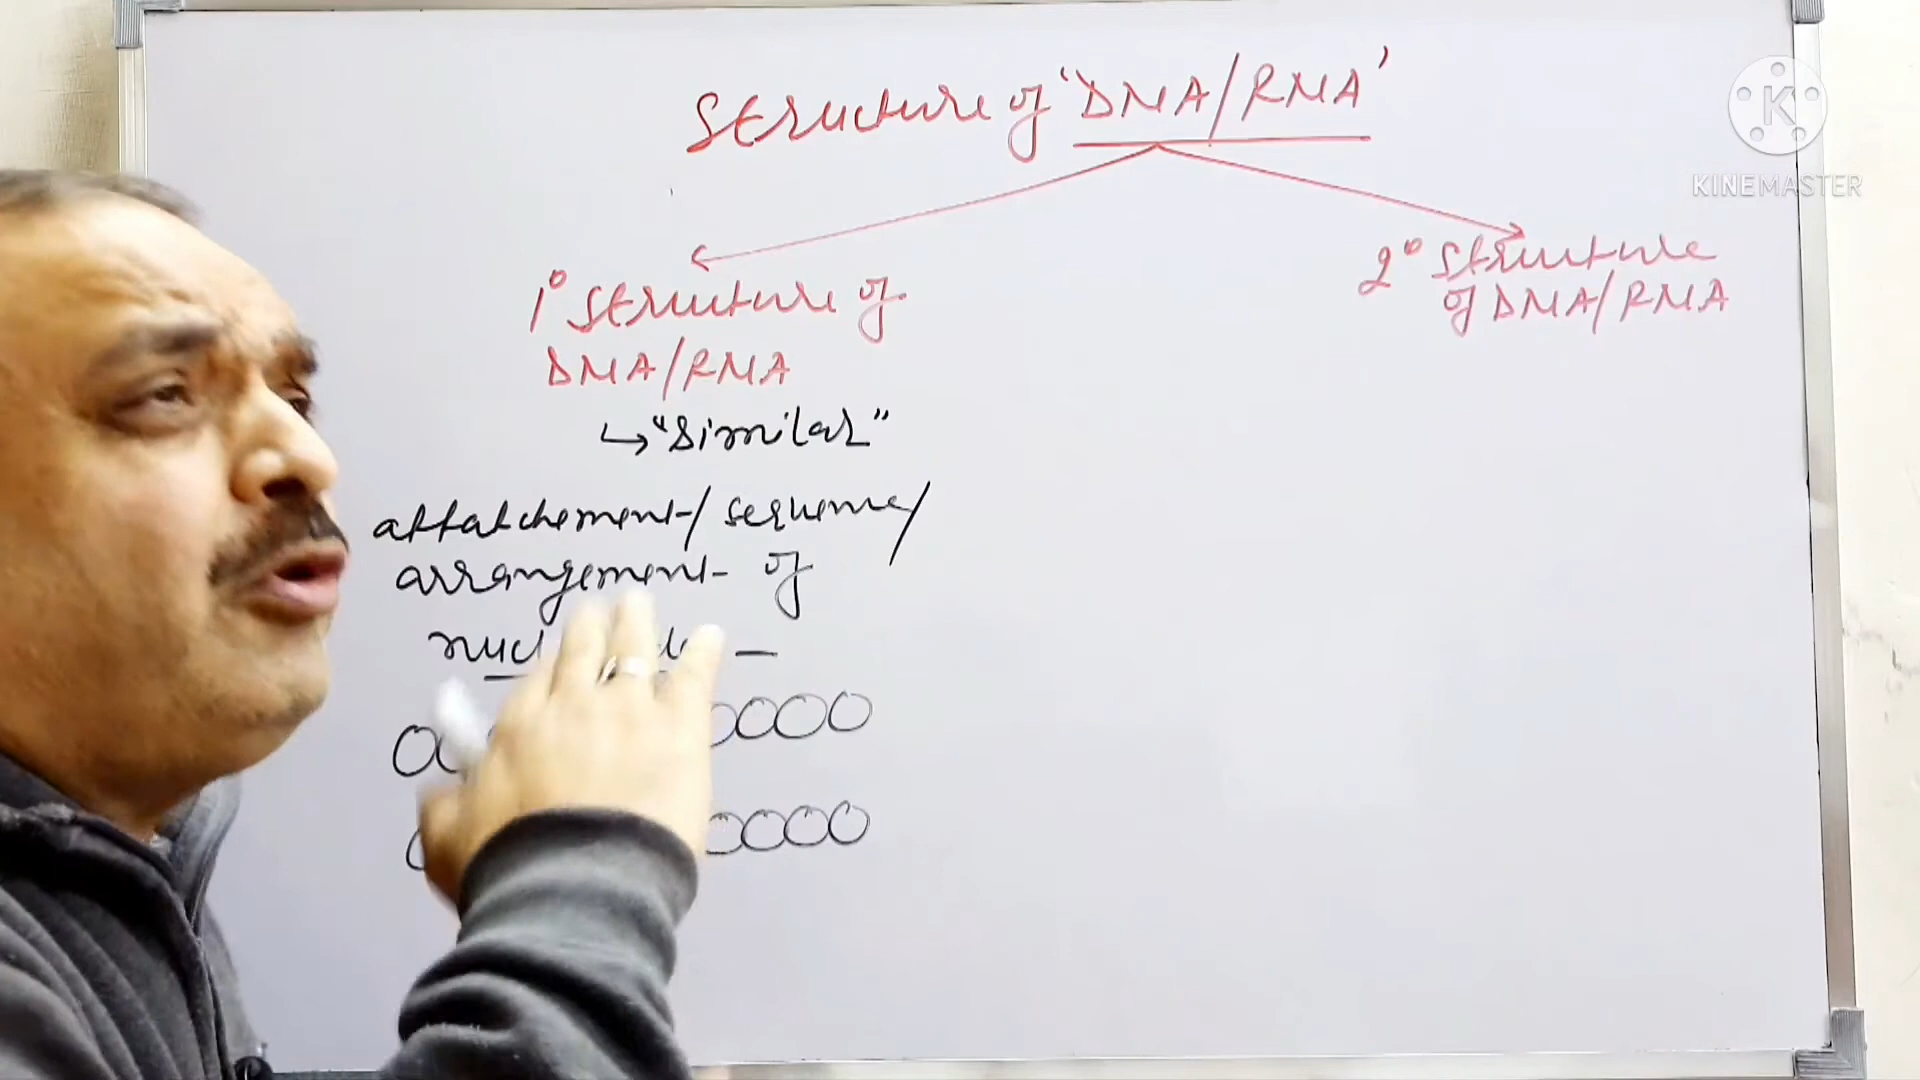 Structure of 'DNA/RNA'
1° Structure of
DNA/RNA
↳ "Similar"
attatchement/sequence/
arrangement of
2° Structure
of DNA/RNA
K
KINEMASTER